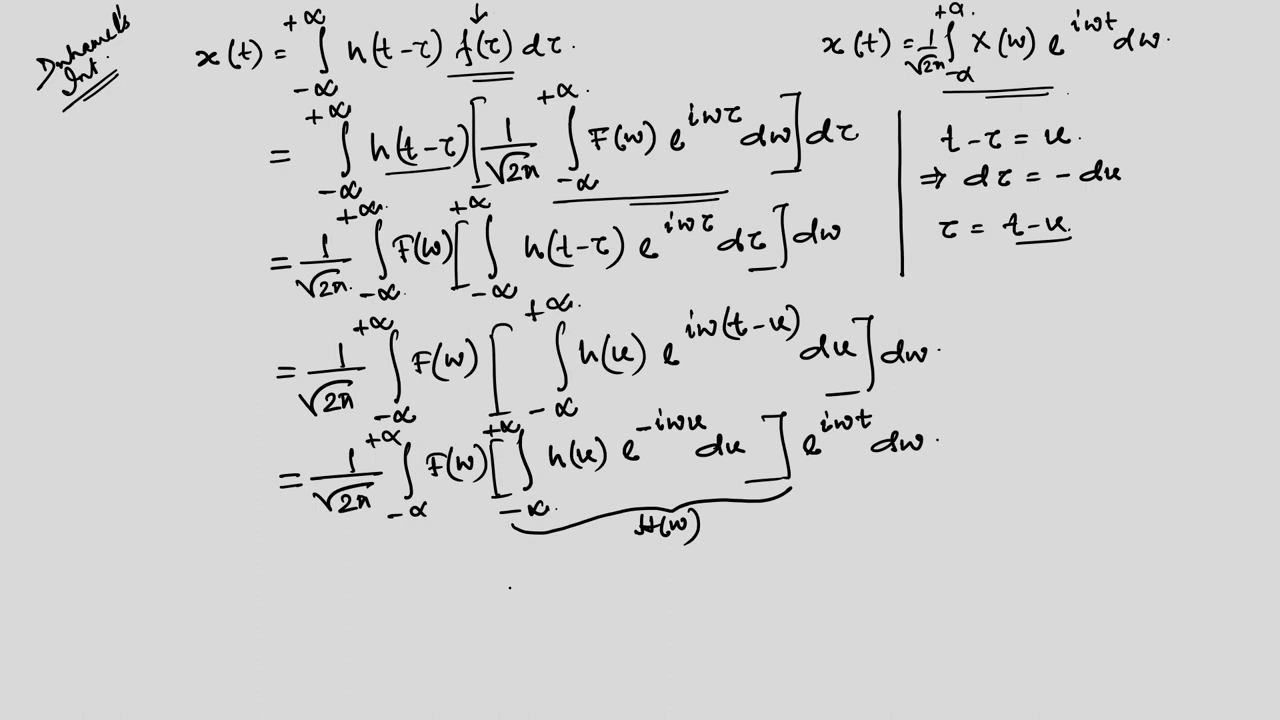 Duhamel's
Int.
x(t) = ∫_{-∞}^{+∞} h(t-τ) f(τ) dτ.
x(t) = 1/√2π ∫_{-∞}^{+∞} X(ω) e^{iωt} dω.
= ∫_{-∞}^{+∞} h(t-τ) [ 1/√2π ∫_{-∞}^{+∞} F(ω) e^{iωτ} dω ] dτ
t-τ = u.
⇒ dτ = -du
τ = t-u.
= 1/√2π ∫_{-∞}^{+∞} F(ω) [ ∫_{-∞}^{+∞} h(t-τ) e^{iωτ} dτ ] dω
= 1/√2π ∫_{-∞}^{+∞} F(ω) [ ∫_{-∞}^{+∞} h(u) e^{iω(t-u)} du ] dω.
= 1/√2π ∫_{-∞}^{+∞} F(ω) [ ∫_{-∞}^{+∞} h(u) e^{-iωu} du ] e^{iωt} dω.
H(ω)